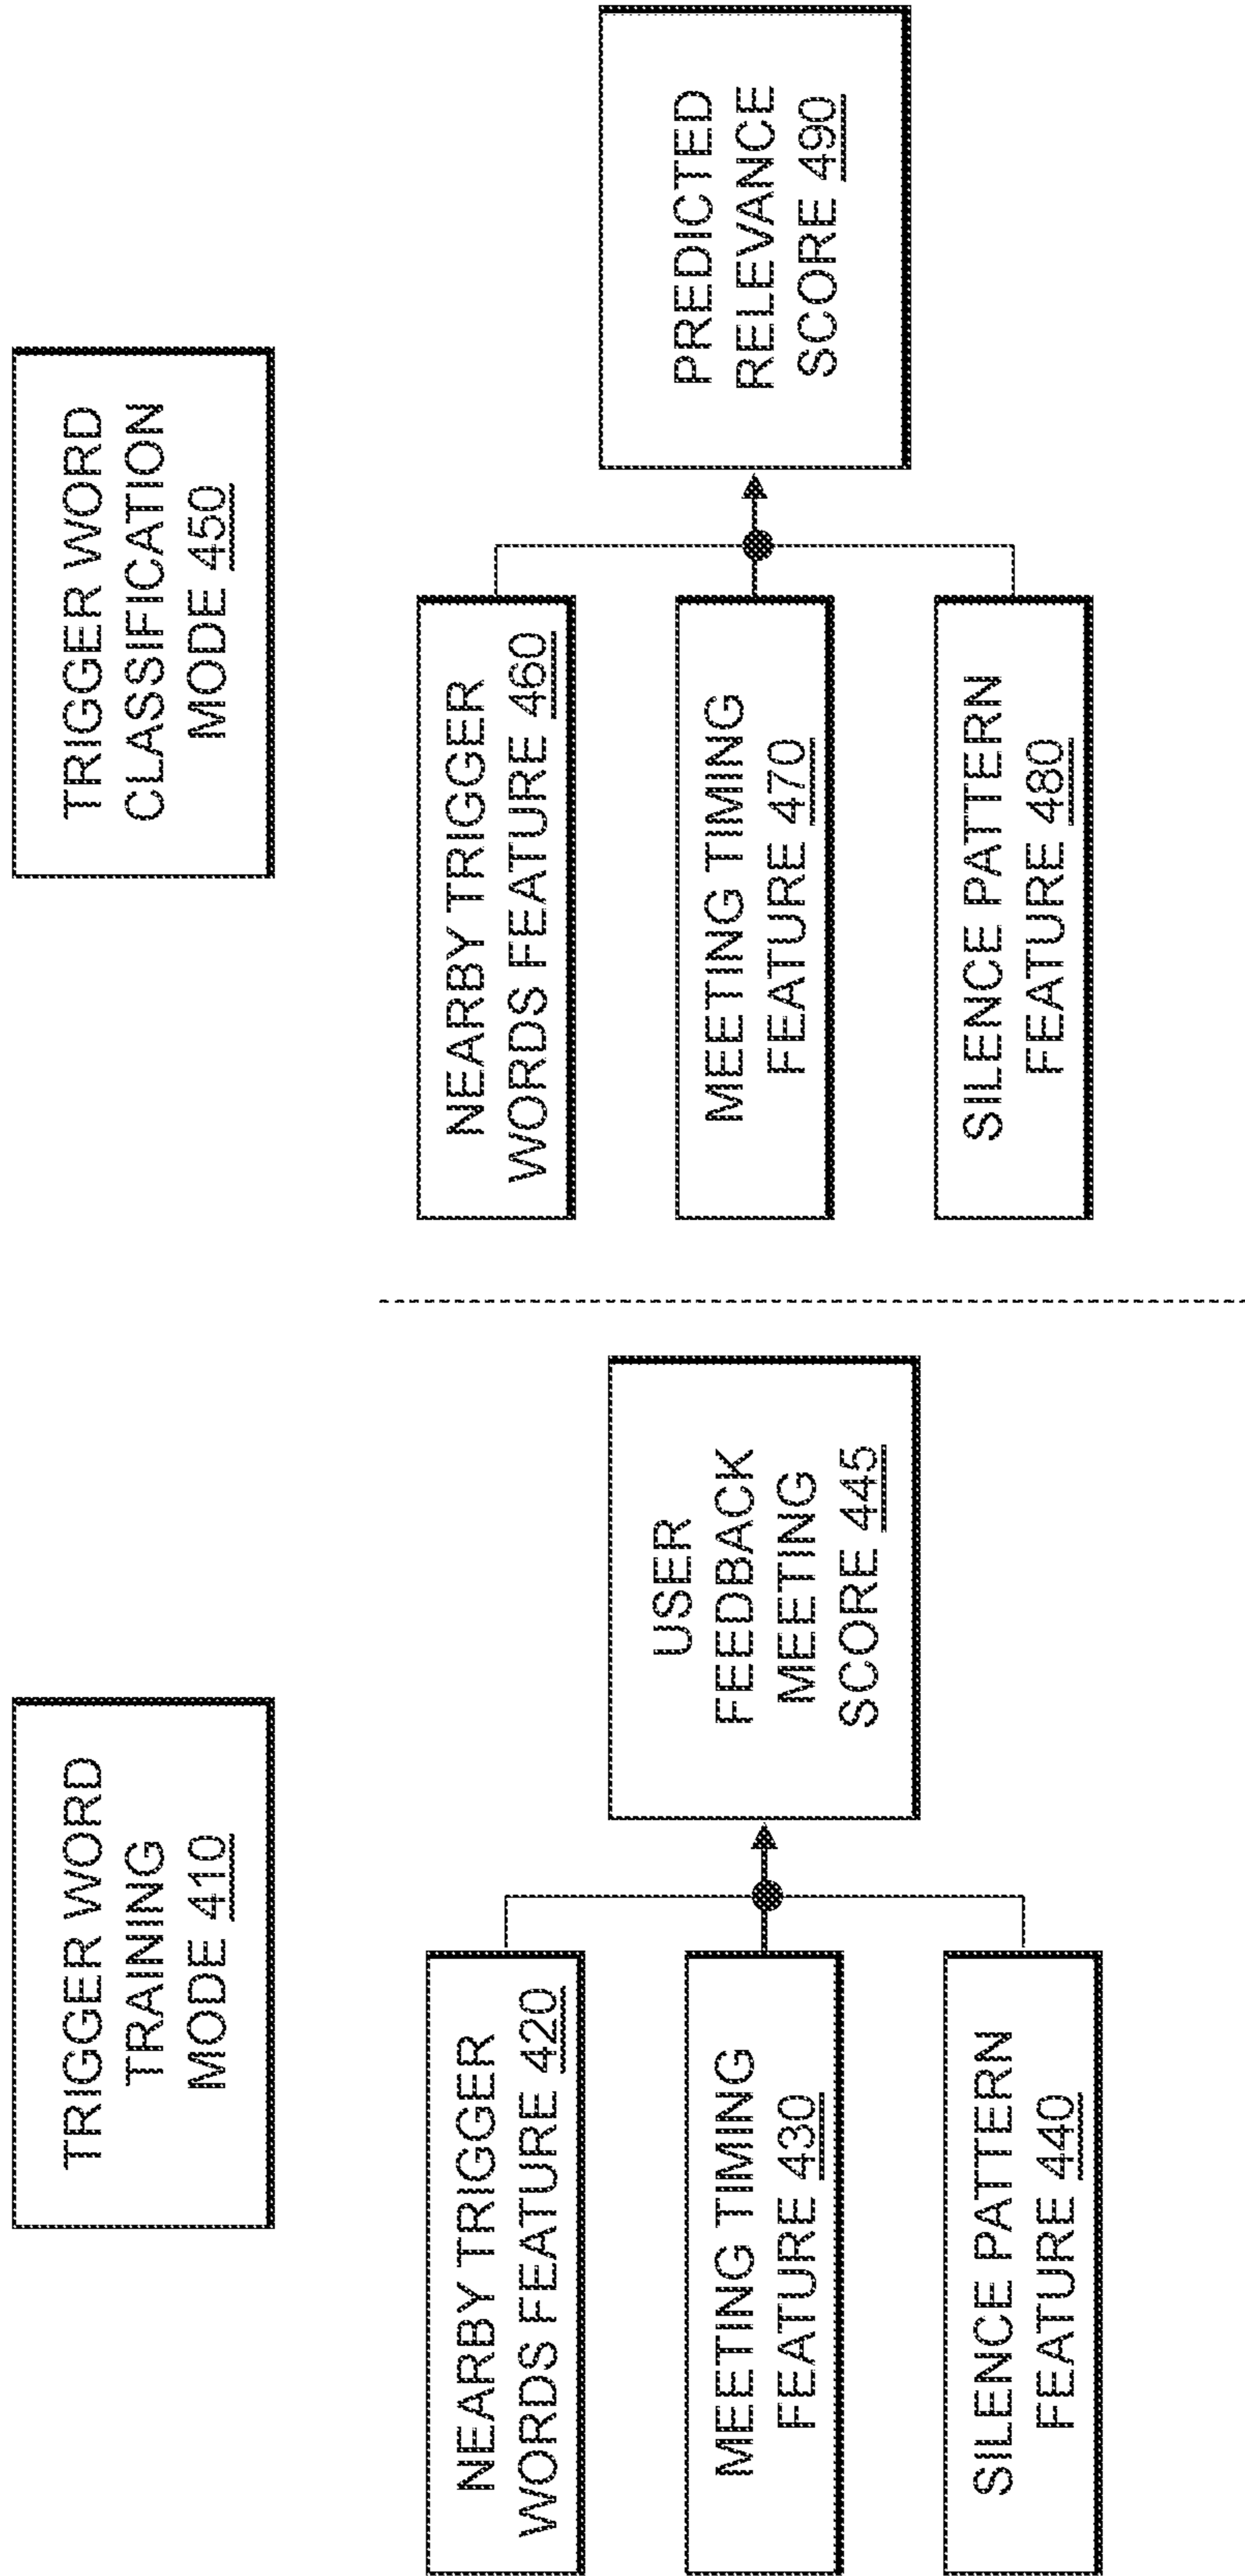 TRIGGER WORD
TRAINING
MODE 410
NEARBY TRIGGER
WORDS FEATURE 420
MEETING TIMING
FEATURE 430
SILENCE PATTERN
FEATURE 440
USER
FEEDBACK
MEETING
SCORE 445
TRIGGER WORD
CLASSIFICATION
MODE 450
NEARBY TRIGGER
WORDS FEATURE 460
MEETING TIMING
FEATURE 470
SILENCE PATTERN
FEATURE 480
PREDICTED
RELEVANCE
SCORE 490